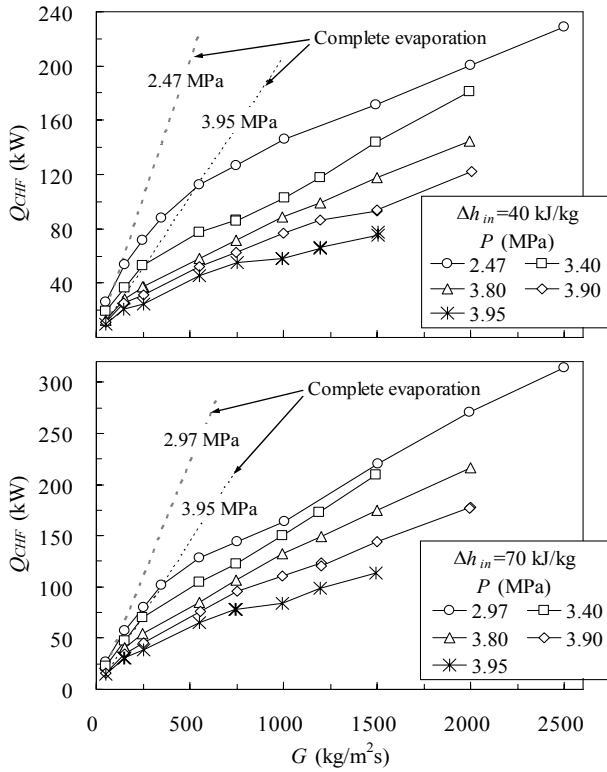 240
200
160
120
80
40
Q_CHF (kW)
Complete evaporation
2.47 MPa
3.95 MPa
Δh_in=40 kJ/kg
P (MPa)
2.47 3.40
3.80 3.90
3.95
300
250
200
150
100
50
0
Q_CHF (kW)
Complete evaporation
2.97 MPa
3.95 MPa
Δh_in=70 kJ/kg
P (MPa)
2.97 3.40
3.80 3.90
3.95
0 500 1000 1500 2000 2500
G (kg/m²s)